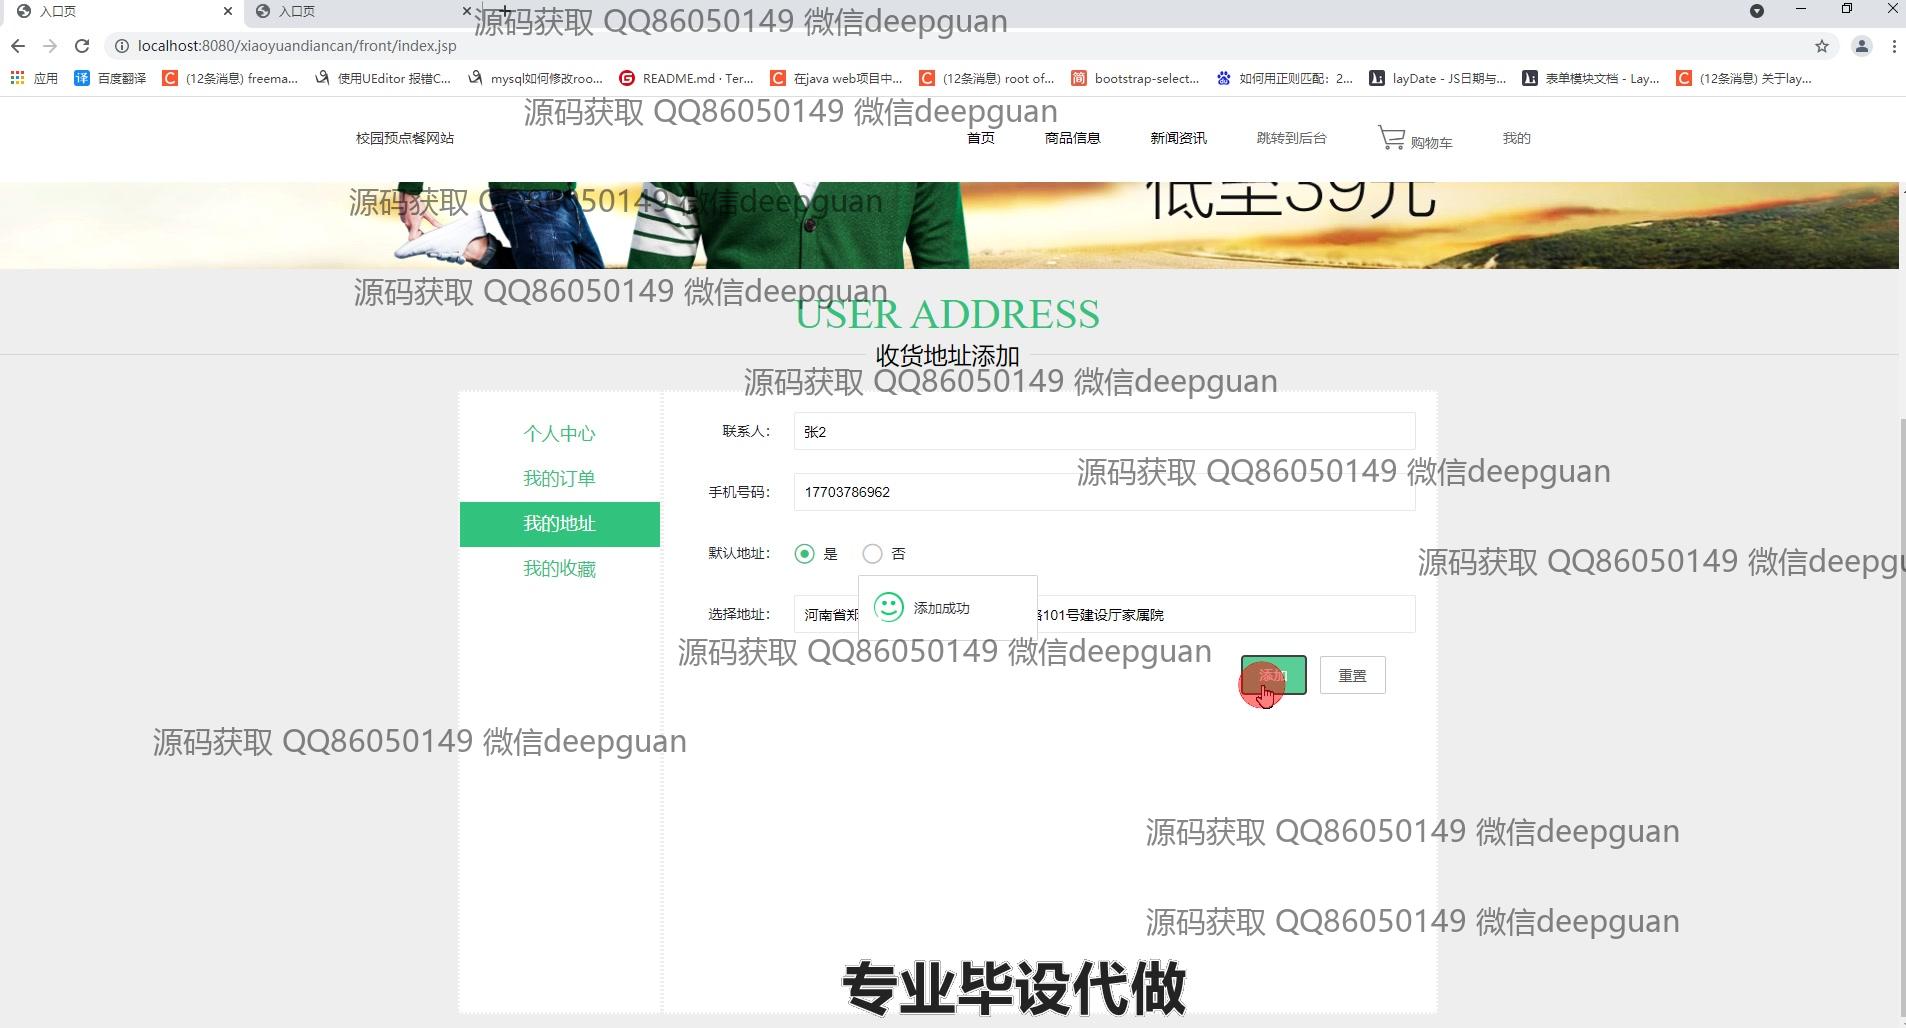 入口页
入口页
源码获取 QQ86050149 微信deepguan
localhost:8080/xiaoyuandiancan/front/index.jsp
应用
百度翻译
(12条消息) freema...
使用UEditor 报错C...
mysql如何修改roo...
README.md · Ter...
在java web项目中...
(12条消息) root of...
bootstrap-select...
如何用正则匹配：2...
layDate - JS日期与...
表单模块文档 - Lay...
(12条消息) 关于lay...
源码获取 QQ86050149 微信deepguan
校园预点餐网站
首页
商品信息
新闻资讯
跳转到后台
购物车
我的
低至39元
源码获取 QQ86050149 微信deepguan
源码获取 QQ86050149 微信deepguan
USER ADDRESS
收货地址添加
源码获取 QQ86050149 微信deepguan
个人中心
我的订单
我的地址
我的收藏
联系人：
张2
源码获取 QQ86050149 微信deepguan
手机号码：
17703786962
默认地址：
是
否
源码获取 QQ86050149 微信deepgu
添加成功
选择地址：
河南省郑
101号建设厅家属院
源码获取 QQ86050149 微信deepguan
添加
重置
源码获取 QQ86050149 微信deepguan
源码获取 QQ86050149 微信deepguan
源码获取 QQ86050149 微信deepguan
专业毕设代做